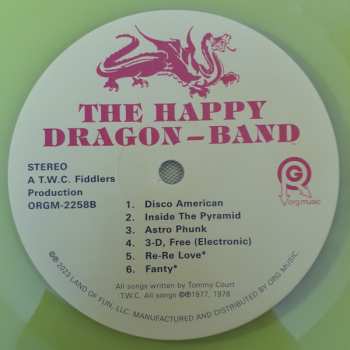 THE HAPPY
DRAGON–BAND
STEREO
A T.W.C. Fiddlers
Production
ORGM-2258B
1. Disco American
2. Inside The Pyramid
3. Astro Phunk
4. 3-D, Free (Electronic)
5. Re-Re Love*
6. Fanty*
org music
All songs written by Tommy Court
T.W.C. All songs ©℗1977, 1978
©℗ 2023 LAND OF FUN, LLC. MANUFACTURED AND DISTRIBUTED BY ORG MUSIC